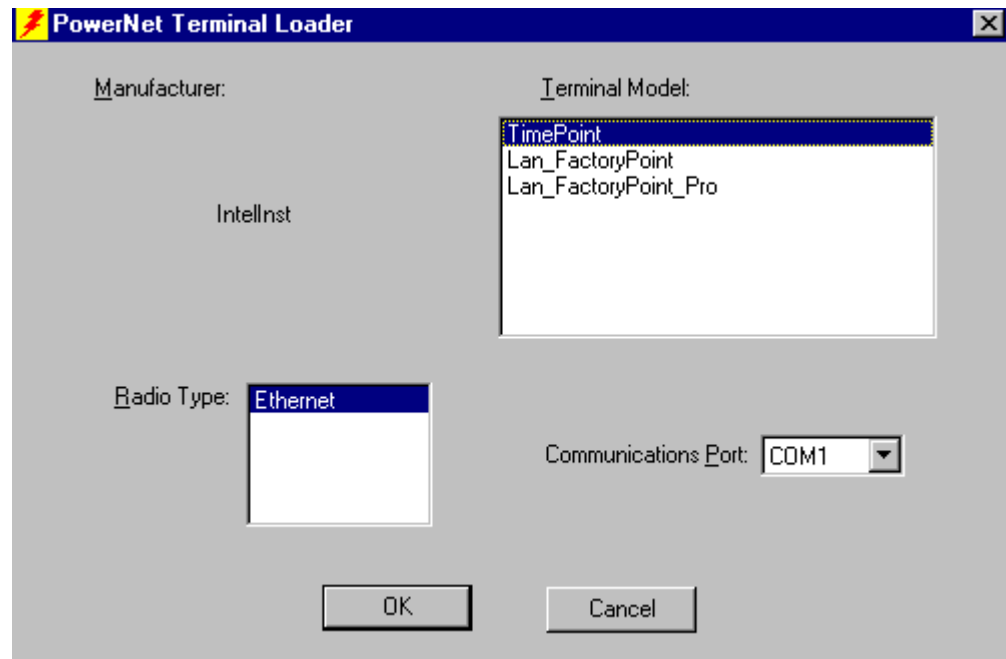 PowerNet Terminal Loader
Manufacturer:
Terminal Model:
TimePoint
Lan_FactoryPoint
Lan_FactoryPoint_Pro
IntelInst
Radio Type:
Ethernet
Communications Port:
COM1
OK
Cancel